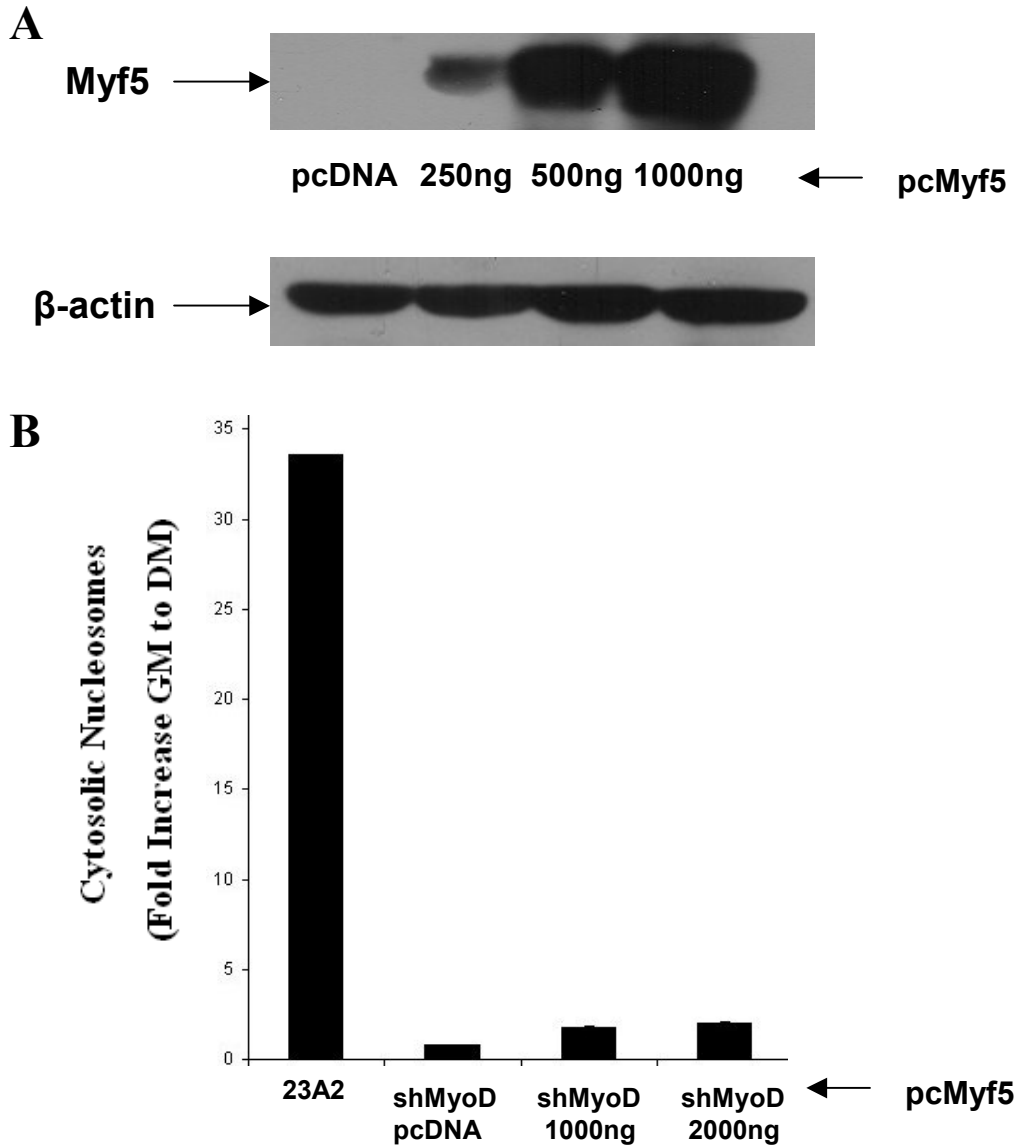 A
Myf5
pcDNA 250ng 500ng 1000ng pcMyf5
β-actin
B
Cytosolic Nucleosomes
(Fold Increase GM to DM)
35
30
25
20
15
10
5
0
23A2 shMyoD shMyoD shMyoD pcMyf5
pcDNA 1000ng 2000ng